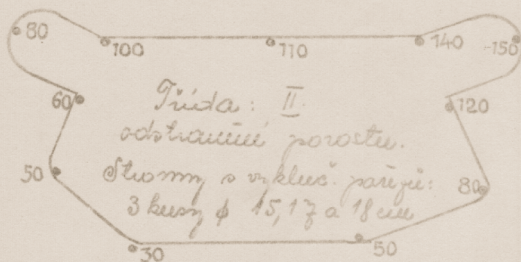 80
100
110
140
150
60
Třída: II.
120
odstranění porostu.
50
Stromy s vykluč. pařezů:
80
3 kusy φ 15, 17 a 18 cm
30
50